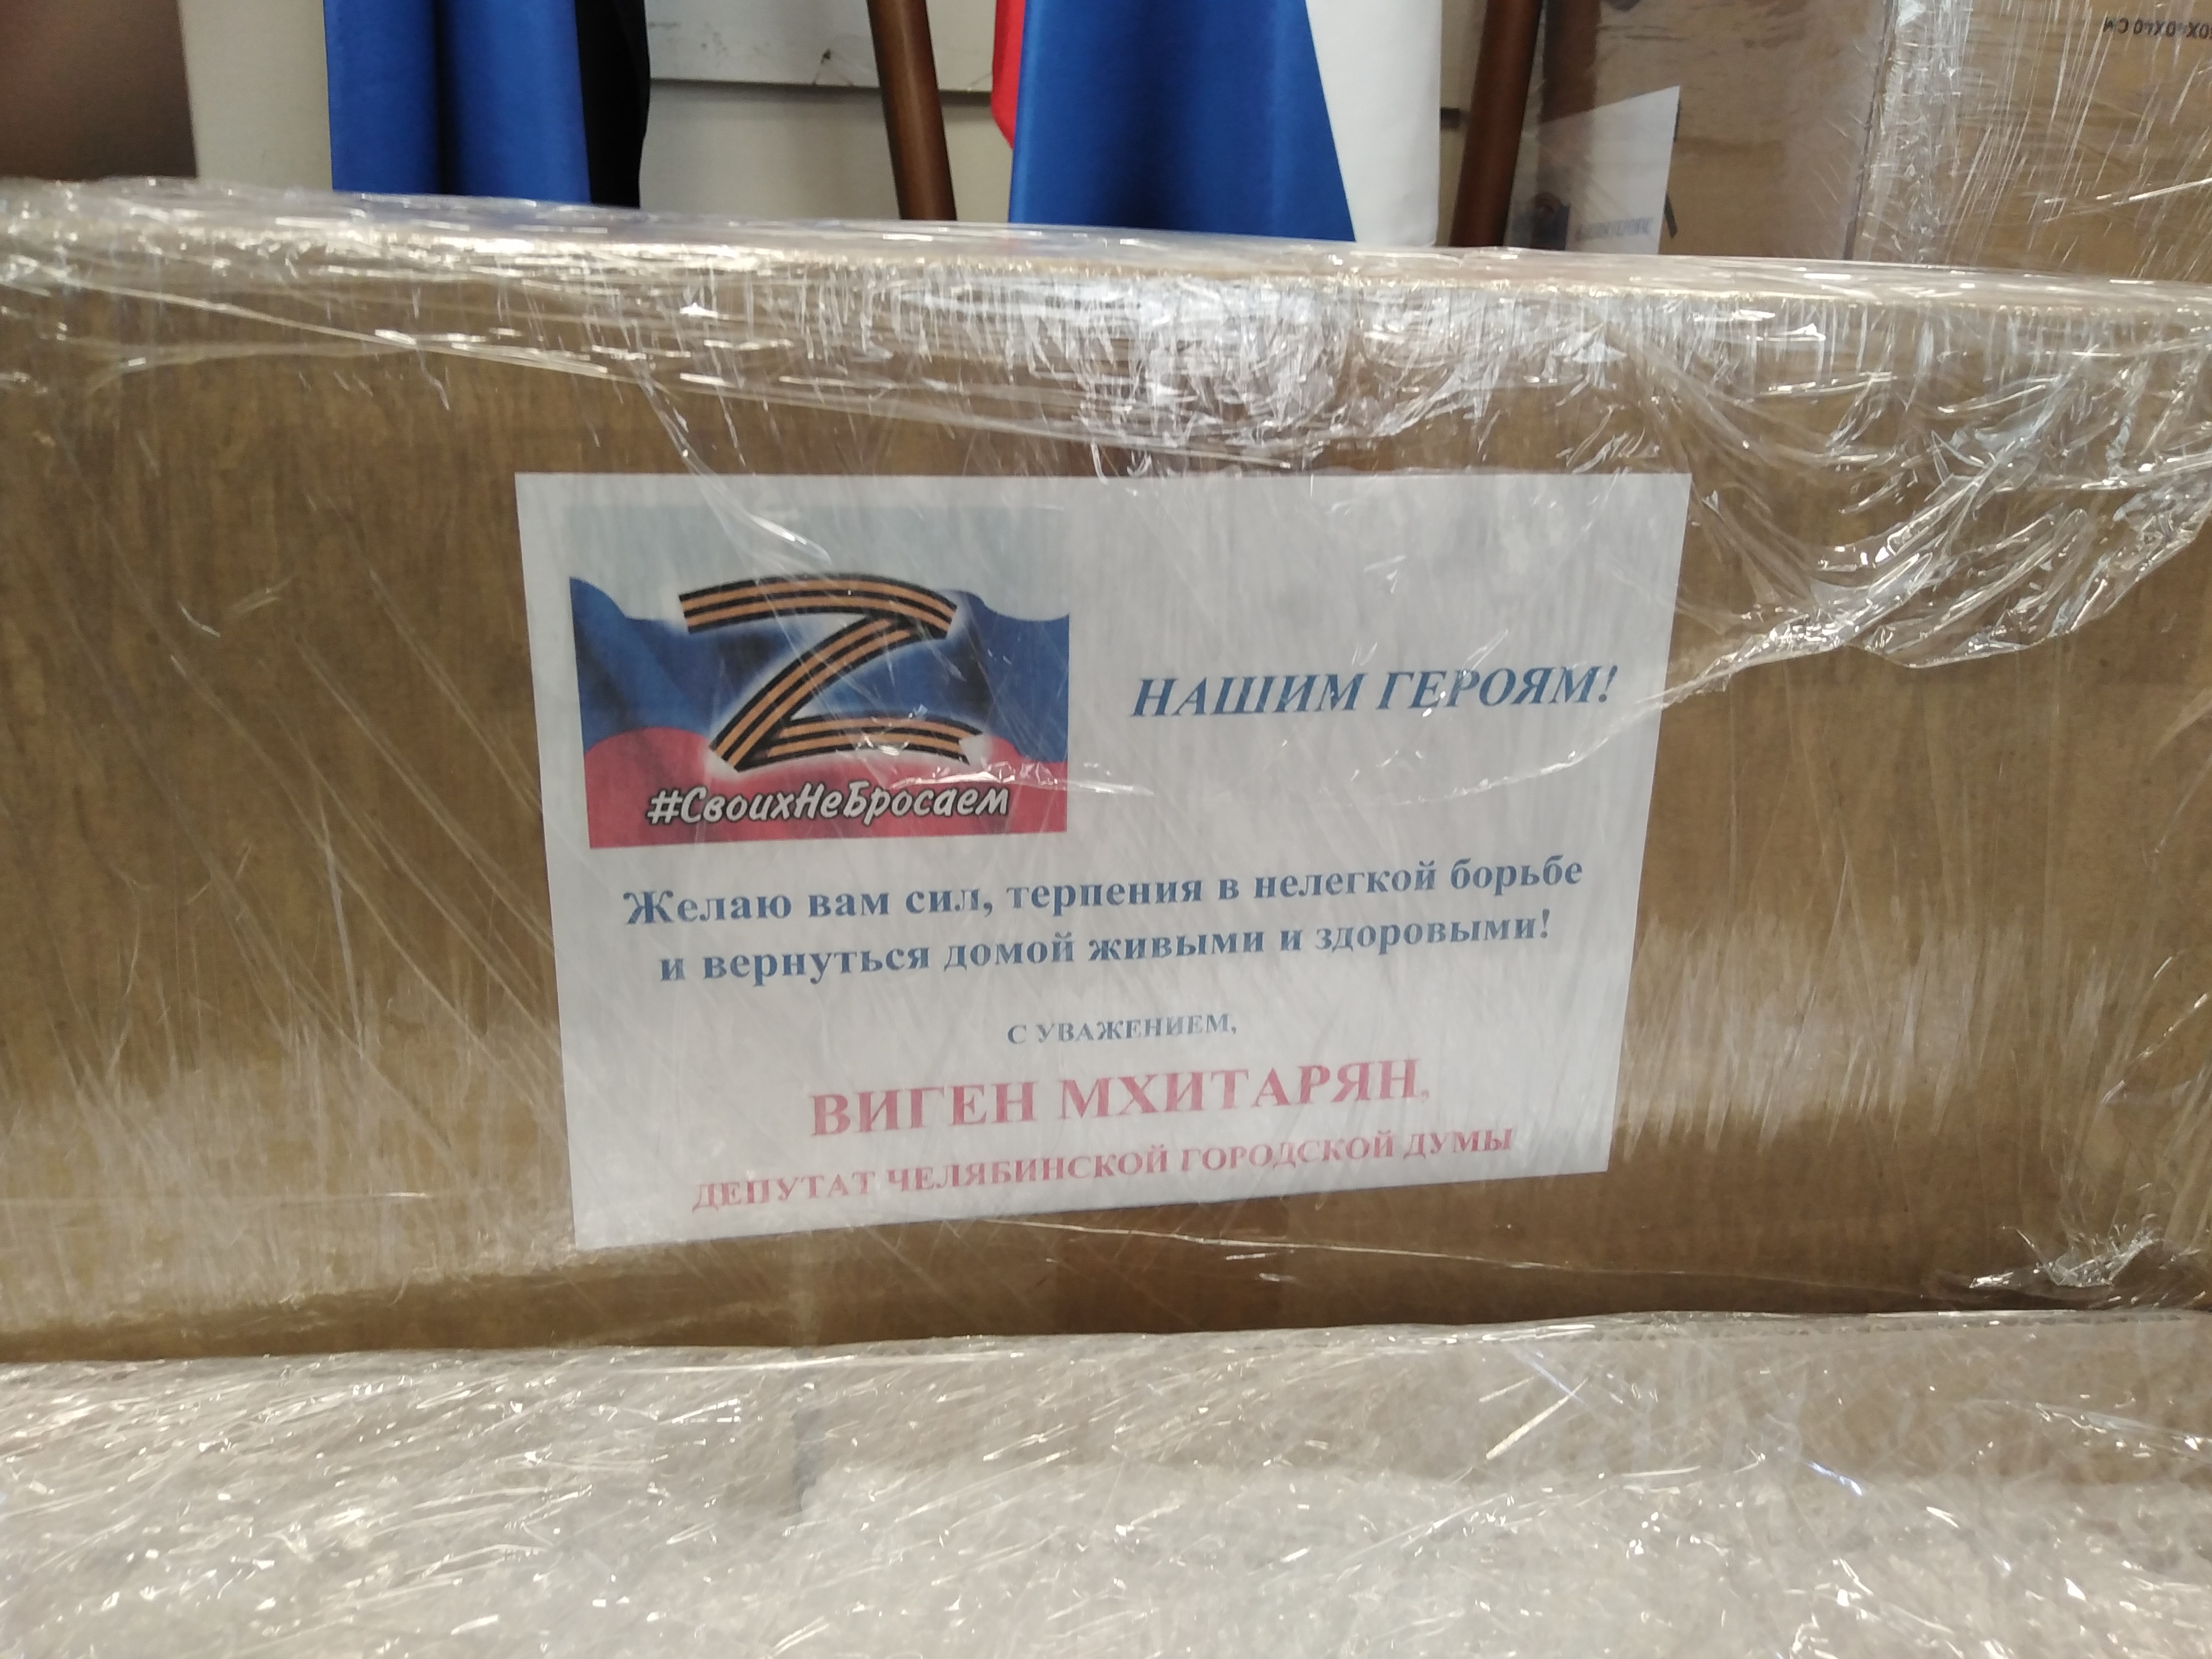 НАШИМ ГЕРОЯМ!
#СвоихНеБросаем
Желаю вам сил, терпения в нелегкой борьбе
и вернуться домой живыми и здоровыми!
С УВАЖЕНИЕМ,
ВИГЕН МХИТАРЯН,
ДЕПУТАТ ЧЕЛЯБИНСКОЙ ГОРОДСКОЙ ДУМЫ